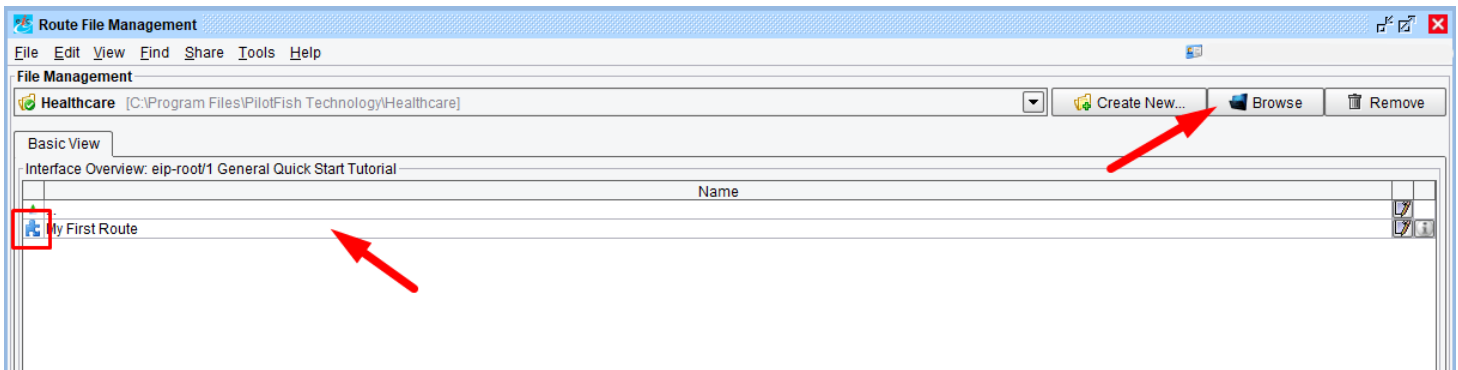 Route File Management
File Edit View Find Share Tools Help
File Management
Healthcare [C:\Program Files\PilotFish Technology\Healthcare] Create New... Browse Remove
Basic View
Interface Overview: eip-root/1 General Quick Start Tutorial
Name
..
My First Route